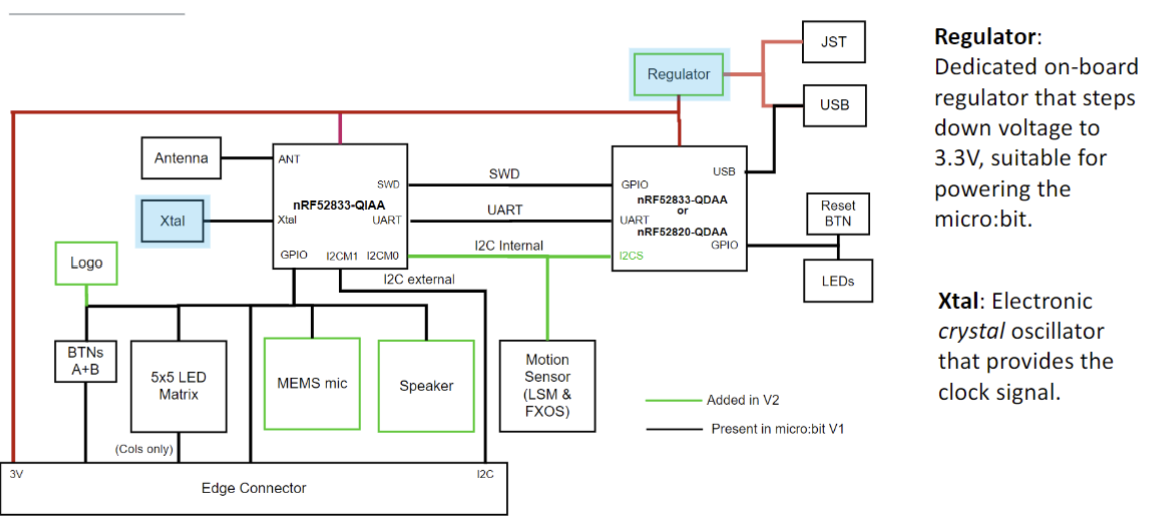 JST
Regulator
USB
Antenna
ANT
SWD
nRF52833-QIAA
Xtal
Xtal
UART
GPIO
I2CM1
I2CM0
SWD
UART
I2C Internal
I2C external
USB
GPIO
nRF52833-QDAA
or
UART
nRF52820-QDAA
GPIO
I2CS
Reset
BTN
LEDs
Logo
BTNs
A+B
5x5 LED
Matrix
(Cols only)
MEMS mic
Speaker
Motion
Sensor
(LSM &
FXOS)
Added in V2
Present in micro:bit V1
3V
I2C
Edge Connector
Regulator:
Dedicated on-board
regulator that steps
down voltage to
3.3V, suitable for
powering the
micro:bit.
Xtal: Electronic
crystal oscillator
that provides the
clock signal.